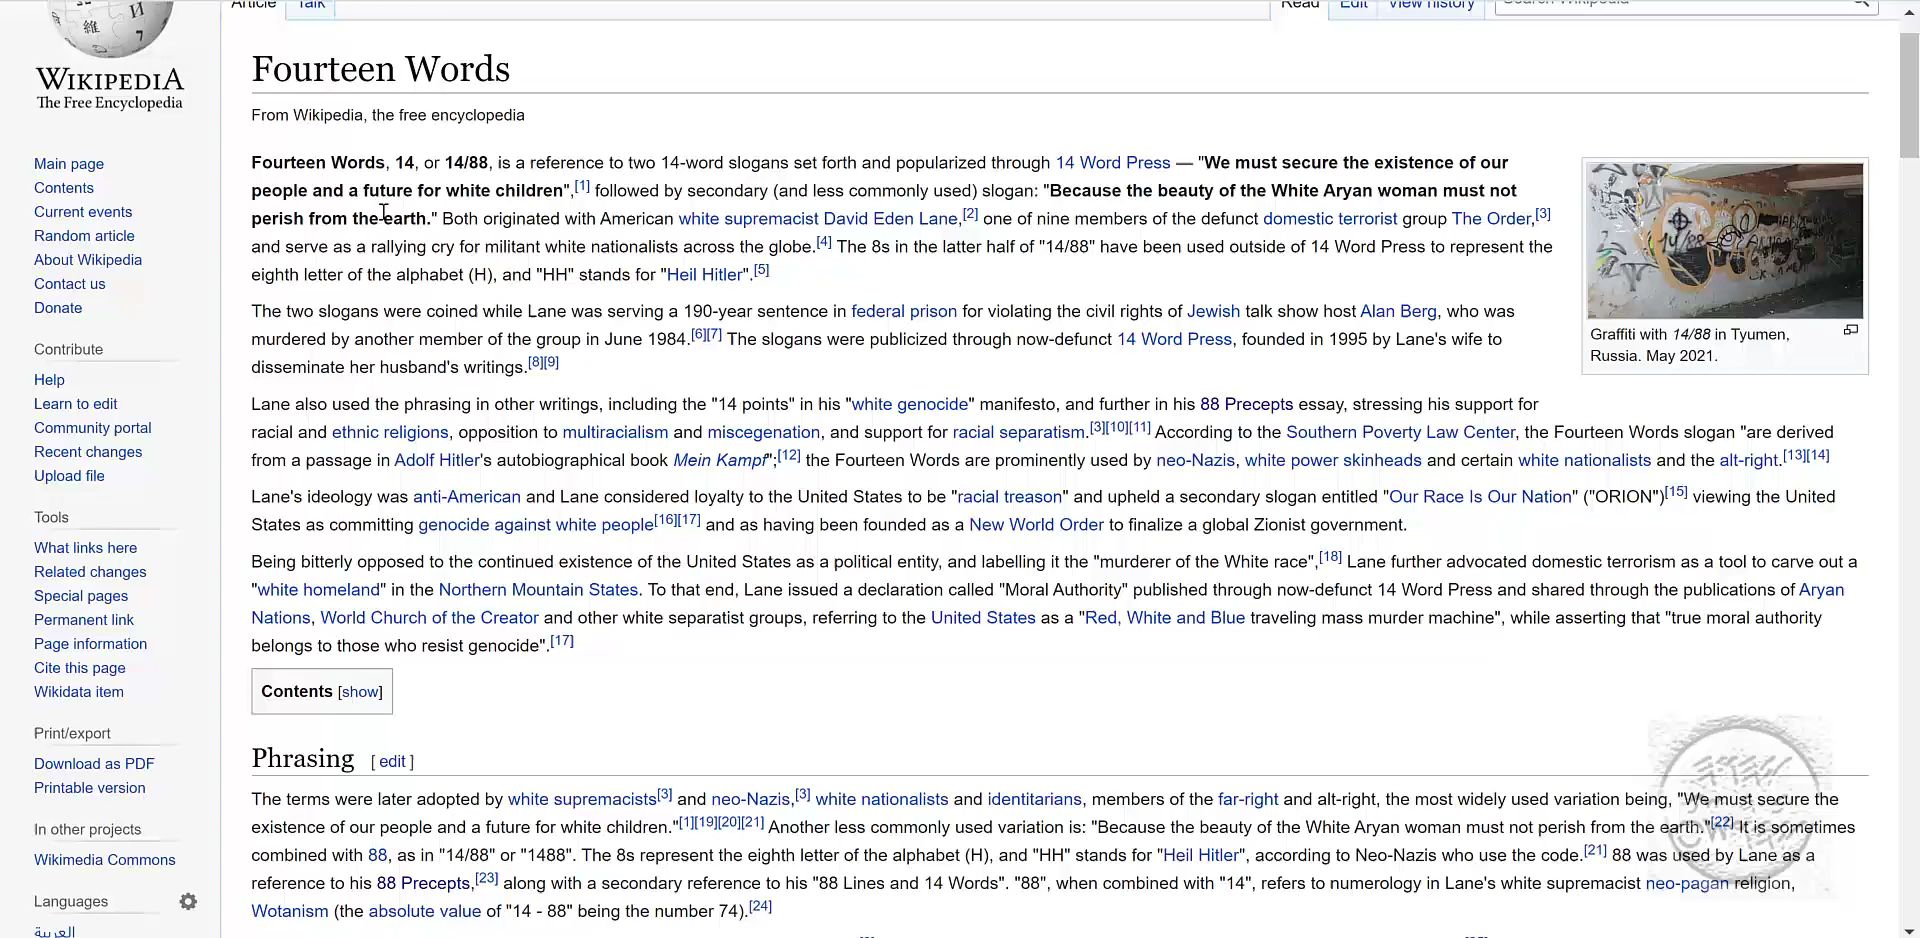 Article Talk Read Edit View history Search Wikipedia
WIKIPEDIA
The Free Encyclopedia
Main page
Contents
Current events
Random article
About Wikipedia
Contact us
Donate
Contribute
Help
Learn to edit
Community portal
Recent changes
Upload file
Tools
What links here
Related changes
Special pages
Permanent link
Page information
Cite this page
Wikidata item
Print/export
Download as PDF
Printable version
In other projects
Wikimedia Commons
Languages
العربية
Fourteen Words
From Wikipedia, the free encyclopedia
Fourteen Words, 14, or 14/88, is a reference to two 14-word slogans set forth and popularized through 14 Word Press — "We must secure the existence of our
people and a future for white children",[1] followed by secondary (and less commonly used) slogan: "Because the beauty of the White Aryan woman must not
perish from the earth." Both originated with American white supremacist David Eden Lane,[2] one of nine members of the defunct domestic terrorist group The Order,[3]
and serve as a rallying cry for militant white nationalists across the globe.[4] The 8s in the latter half of "14/88" have been used outside of 14 Word Press to represent the
eighth letter of the alphabet (H), and "HH" stands for "Heil Hitler".[5]
14/88
Graffiti with 14/88 in Tyumen,
Russia. May 2021.
The two slogans were coined while Lane was serving a 190-year sentence in federal prison for violating the civil rights of Jewish talk show host Alan Berg, who was
murdered by another member of the group in June 1984.[6][7] The slogans were publicized through now-defunct 14 Word Press, founded in 1995 by Lane's wife to
disseminate her husband's writings.[8][9]
Lane also used the phrasing in other writings, including the "14 points" in his "white genocide" manifesto, and further in his 88 Precepts essay, stressing his support for
racial and ethnic religions, opposition to multiracialism and miscegenation, and support for racial separatism.[3][10][11] According to the Southern Poverty Law Center, the Fourteen Words slogan "are derived
from a passage in Adolf Hitler's autobiographical book Mein Kampf";[12] the Fourteen Words are prominently used by neo-Nazis, white power skinheads and certain white nationalists and the alt-right.[13][14]
Lane's ideology was anti-American and Lane considered loyalty to the United States to be "racial treason" and upheld a secondary slogan entitled "Our Race Is Our Nation" ("ORION")[15] viewing the United
States as committing genocide against white people[16][17] and as having been founded as a New World Order to finalize a global Zionist government.
Being bitterly opposed to the continued existence of the United States as a political entity, and labelling it the "murderer of the White race",[18] Lane further advocated domestic terrorism as a tool to carve out a
"white homeland" in the Northern Mountain States. To that end, Lane issued a declaration called "Moral Authority" published through now-defunct 14 Word Press and shared through the publications of Aryan
Nations, World Church of the Creator and other white separatist groups, referring to the United States as a "Red, White and Blue traveling mass murder machine", while asserting that "true moral authority
belongs to those who resist genocide".[17]
Contents [show]
Phrasing [ edit ]
The terms were later adopted by white supremacists[3] and neo-Nazis,[3] white nationalists and identitarians, members of the far-right and alt-right, the most widely used variation being, "We must secure the
existence of our people and a future for white children."[1][19][20][21] Another less commonly used variation is: "Because the beauty of the White Aryan woman must not perish from the earth."[22] It is sometimes
combined with 88, as in "14/88" or "1488". The 8s represent the eighth letter of the alphabet (H), and "HH" stands for "Heil Hitler", according to Neo-Nazis who use the code.[21] 88 was used by Lane as a
reference to his 88 Precepts,[23] along with a secondary reference to his "88 Lines and 14 Words". "88", when combined with "14", refers to numerology in Lane's white supremacist neo-pagan religion,
Wotanism (the absolute value of "14 - 88" being the number 74).[24]